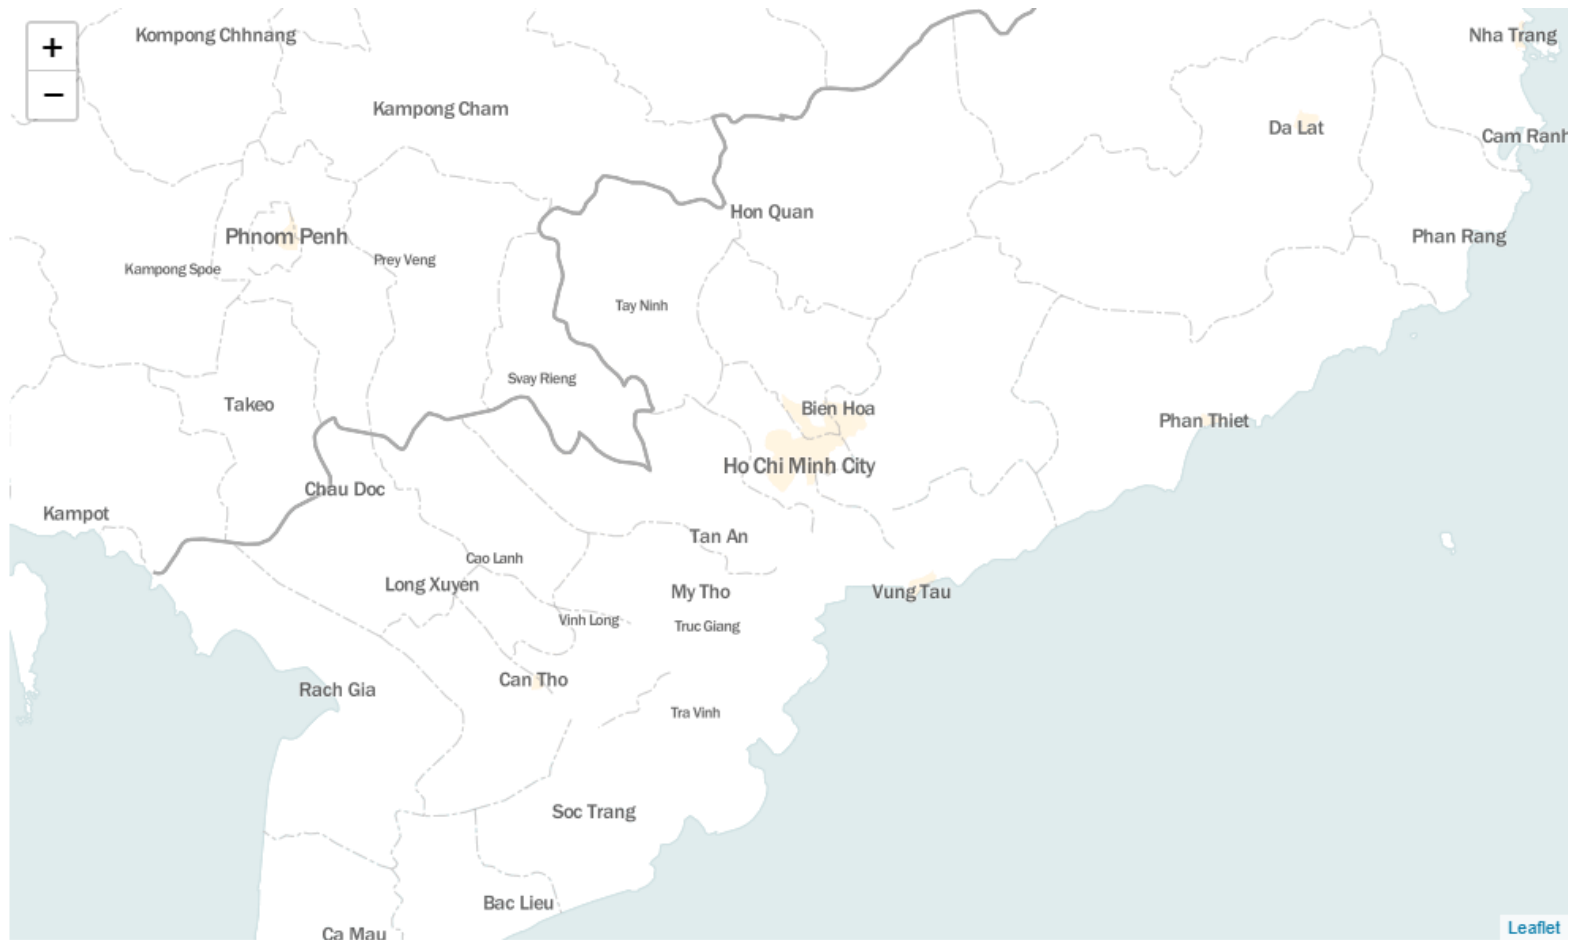 +
−
Kompong Chhnang
Nha Trang
Kampong Cham
Da Lat
Cam Ranh
Hon Quan
Phnom Penh
Phan Rang
Prey Veng
Kampong Spoe
Tay Ninh
Svay Rieng
Takeo
Bien Hoa
Phan Thiet
Ho Chi Minh City
Chau Doc
Kampot
Tan An
Cao Lanh
Long Xuyen
My Tho
Vung Tau
Vinh Long
Truc Giang
Can Tho
Rach Gia
Tra Vinh
Soc Trang
Bac Lieu
Ca Mau
Leaflet